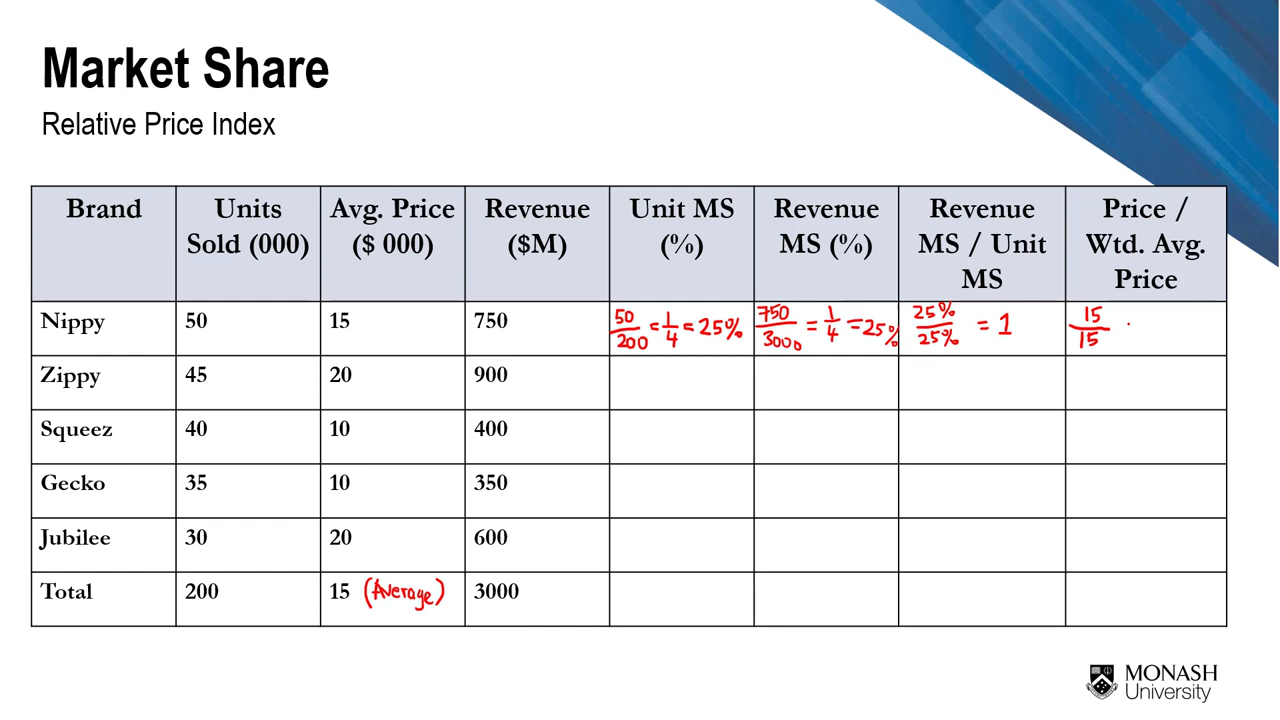 Market Share
Relative Price Index
Brand Units Sold (000) Avg. Price ($ 000) Revenue ($M) Unit MS (%) Revenue MS (%) Revenue MS / Unit MS Price / Wtd. Avg. Price
Nippy 50 15 750 50/200 = 1/4 = 25% 750/3000 = 1/4 = 25% 25%/25% = 1 15/15
Zippy 45 20 900
Squeez 40 10 400
Gecko 35 10 350
Jubilee 30 20 600
Total 200 15 (Average) 3000
MONASH
University